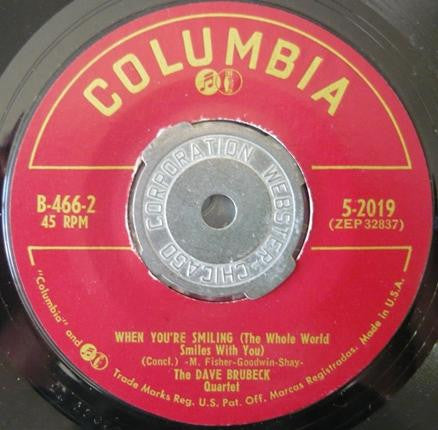 COLUMBIA
B-466-2
45 RPM
5-2019
(ZEP 32837)
WEBSTER-CHICAGO CORPORATION
WHEN YOU'RE SMILING (The Whole World
Smiles With You)
(Concl.) -M. Fisher-Goodwin-Shay-
The DAVE BRUBECK
Quartet
"Columbia" and Trade Marks Reg. U.S. Pat. Off. Marcas Registradas. Made in U.S.A.